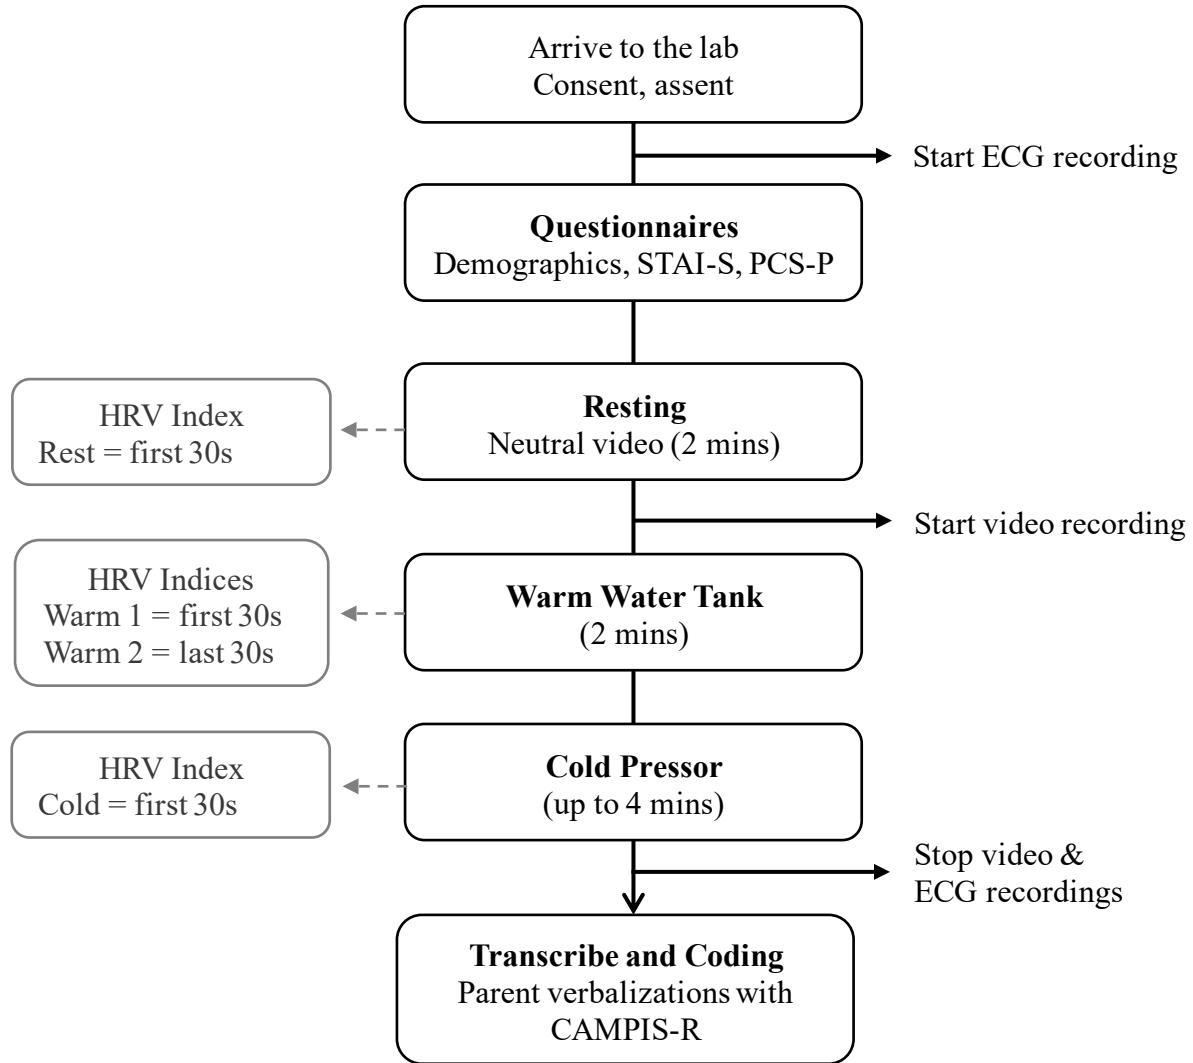 Arrive to the lab
Consent, assent
Start ECG recording
Questionnaires
Demographics, STAI-S, PCS-P
HRV Index
Rest = first 30s
Resting
Neutral video (2 mins)
Start video recording
HRV Indices
Warm 1 = first 30s
Warm 2 = last 30s
Warm Water Tank
(2 mins)
HRV Index
Cold = first 30s
Cold Pressor
(up to 4 mins)
Stop video &
ECG recordings
Transcribe and Coding
Parent verbalizations with
CAMPIS-R